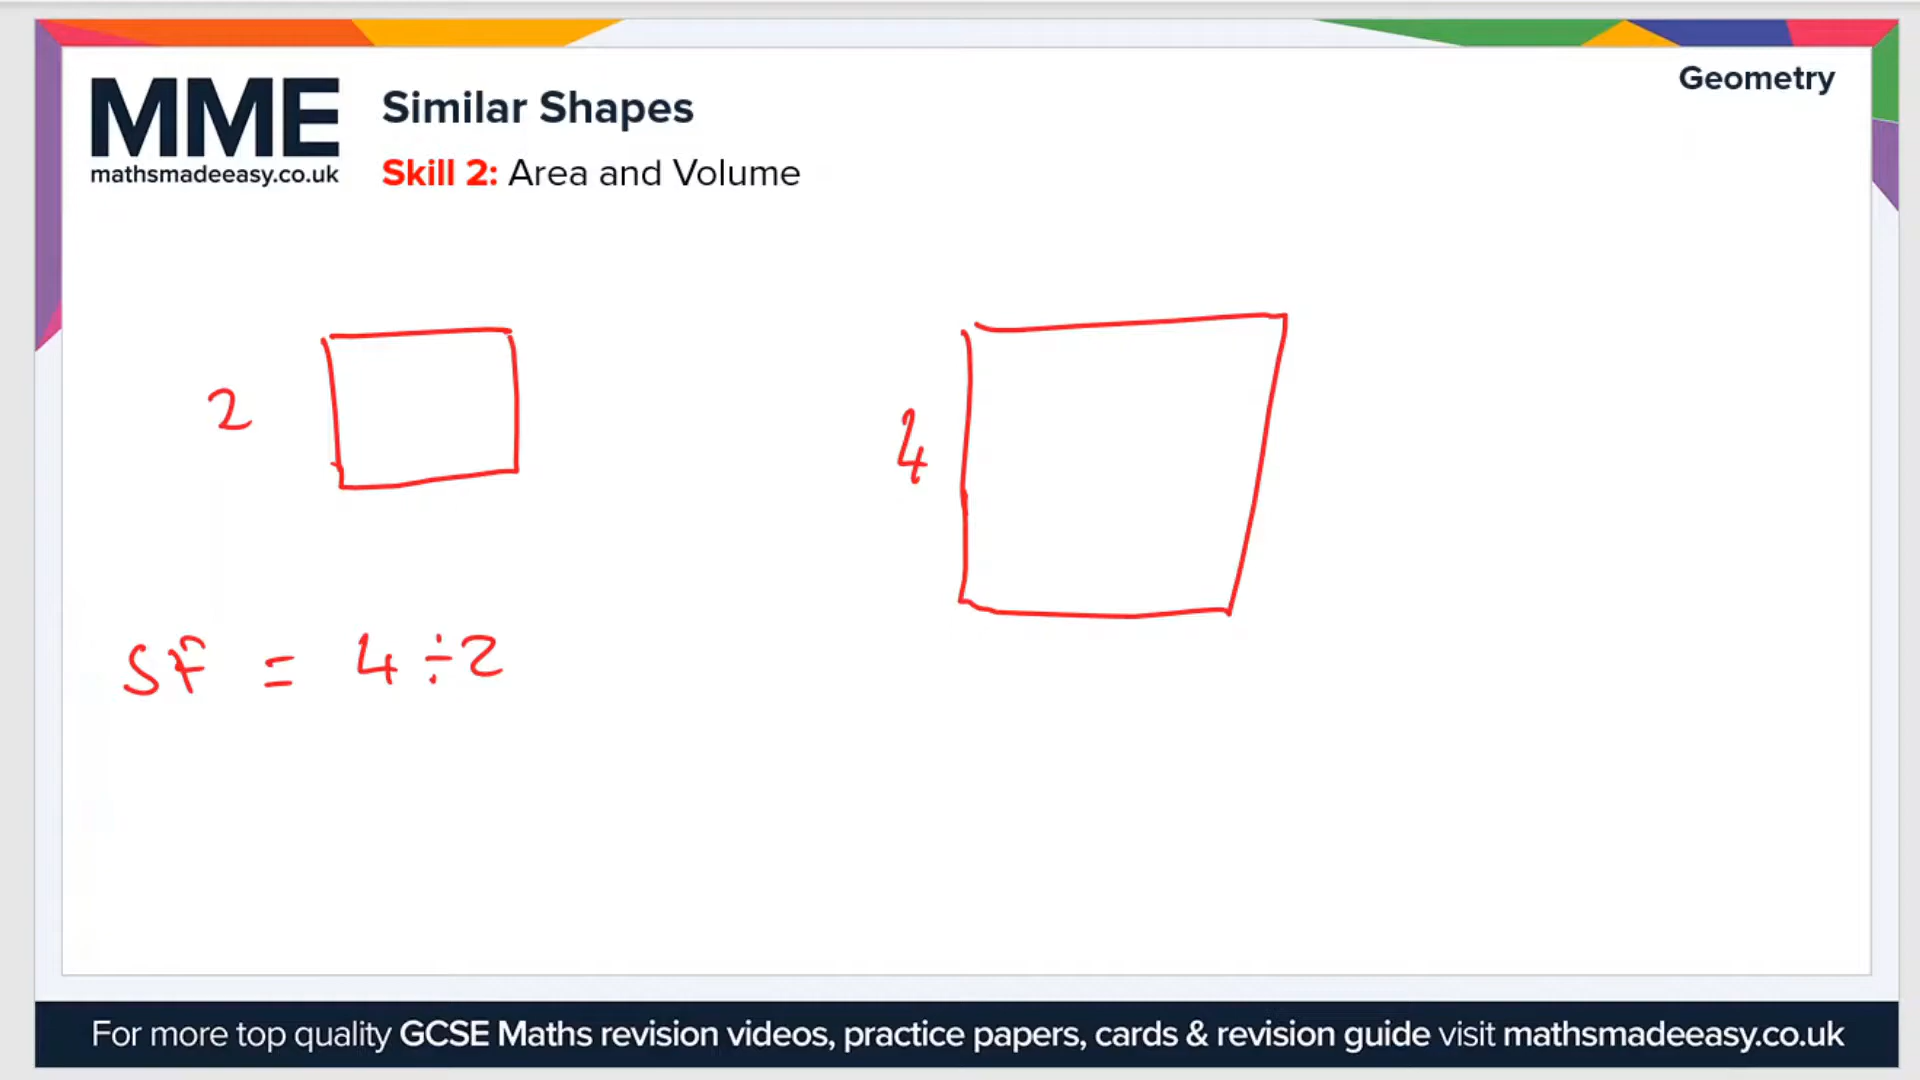 Geometry
MME
mathsmadeeasy.co.uk
Similar Shapes
Skill 2: Area and Volume
2
4
SF = 4 ÷ 2
For more top quality GCSE Maths revision videos, practice papers, cards & revision guide visit mathsmadeeasy.co.uk